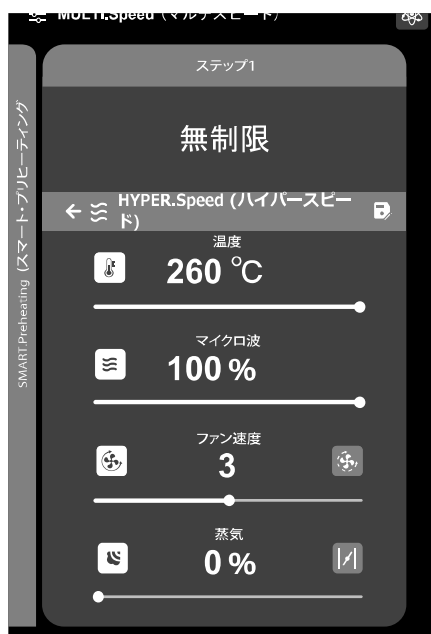 MULTI.Speed (マルチスピード)
ステップ1
無制限
SMART.Preheating (スマート・プリヒーティング
HYPER.Speed (ハイパースピー
ド)
温度
260 °C
マイクロ波
100 %
ファン速度
3
蒸気
0 %